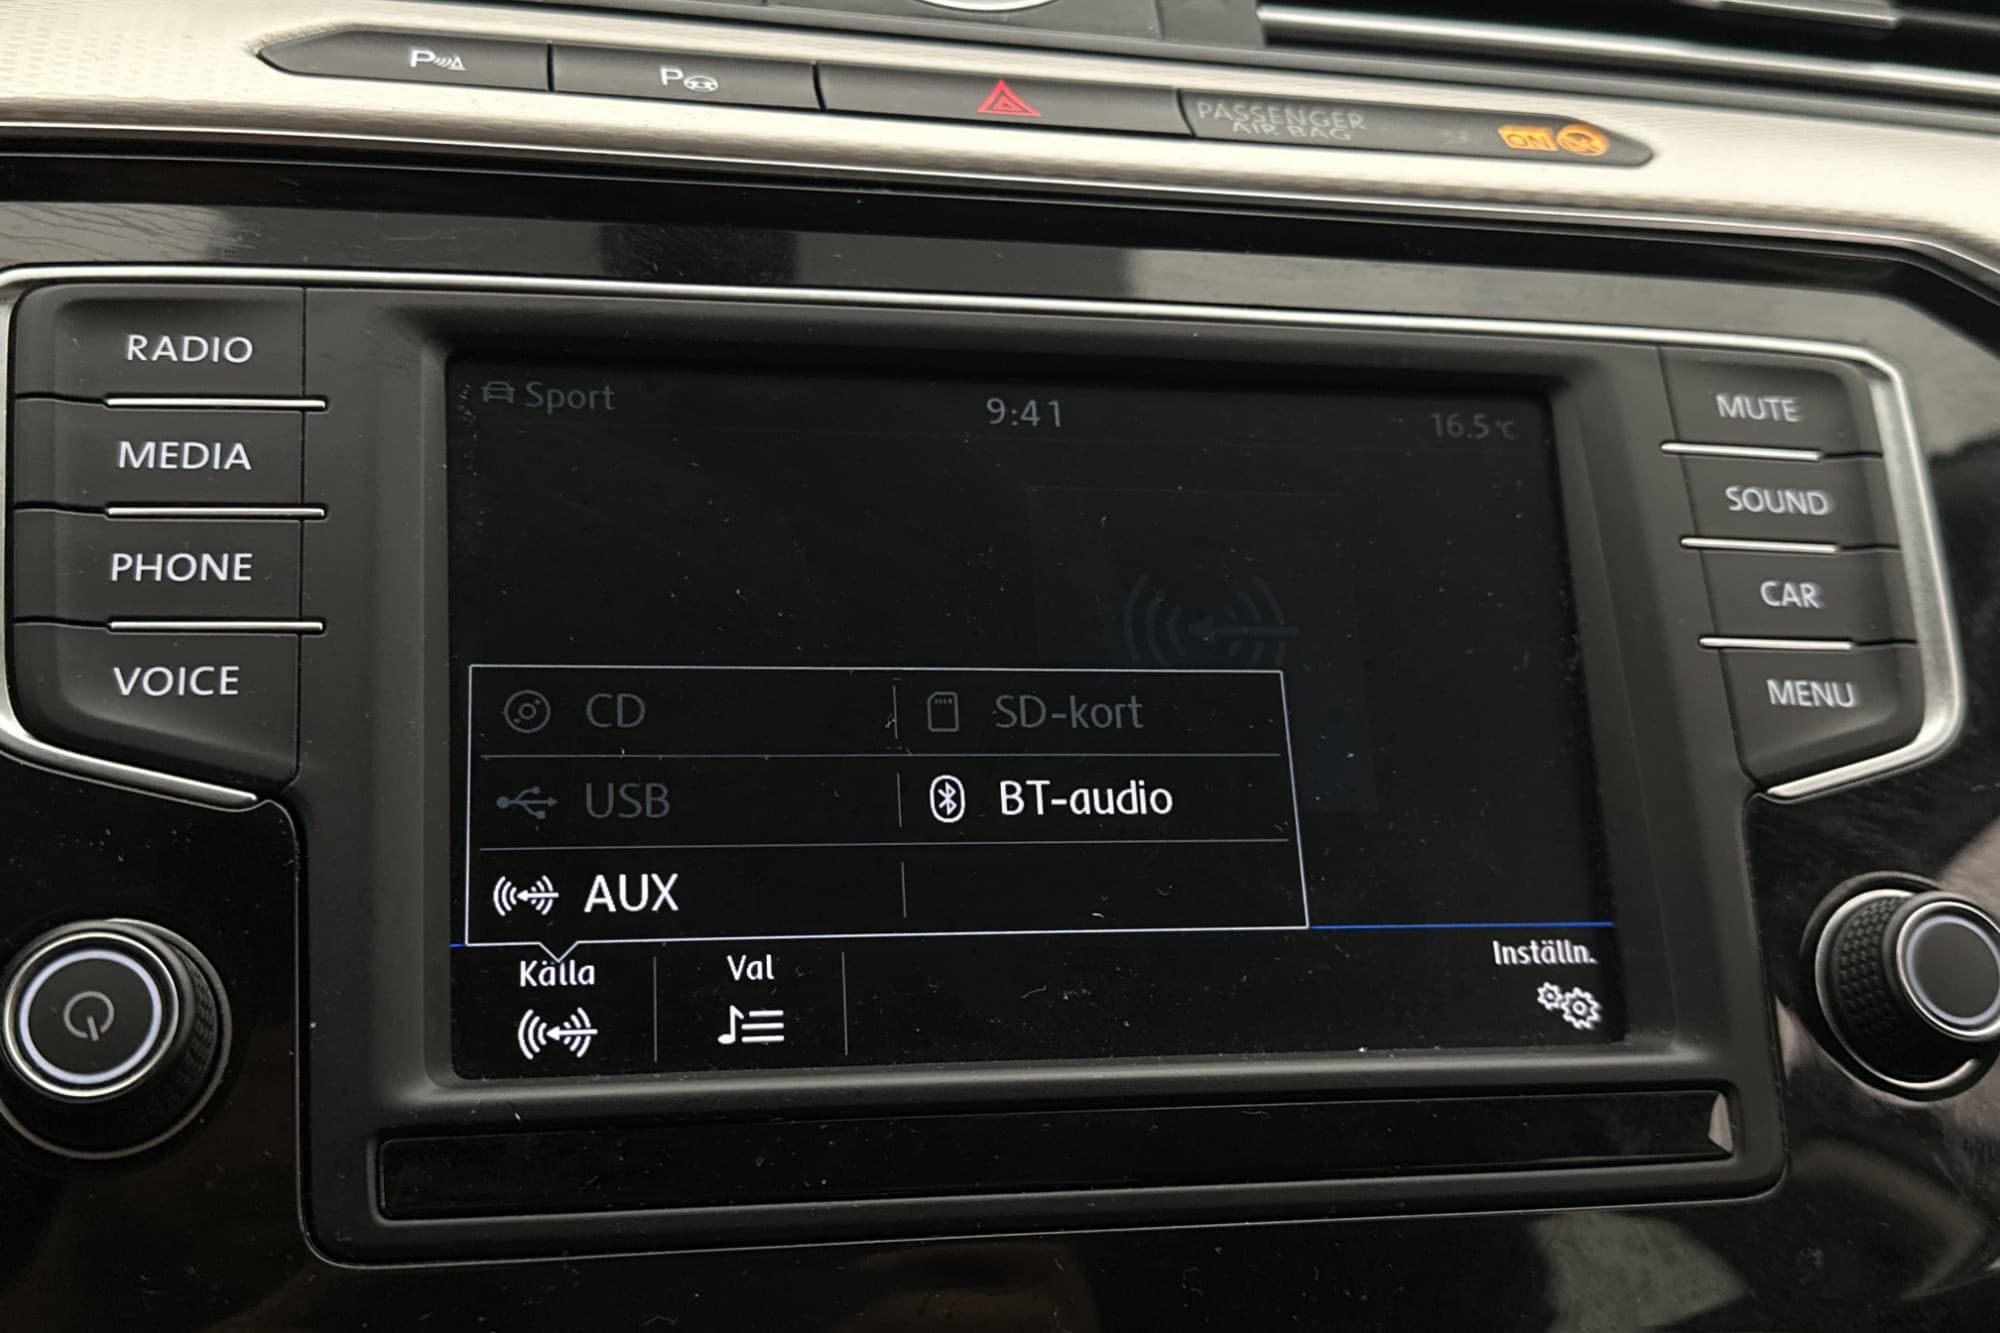 P
P
PASSENGER
AIR BAG
ON
RADIO
MEDIA
PHONE
VOICE
Sport
9:41
16.5°C
CD
SD-kort
USB
BT-audio
AUX
Källa
Val
Inställn.
MUTE
SOUND
CAR
MENU